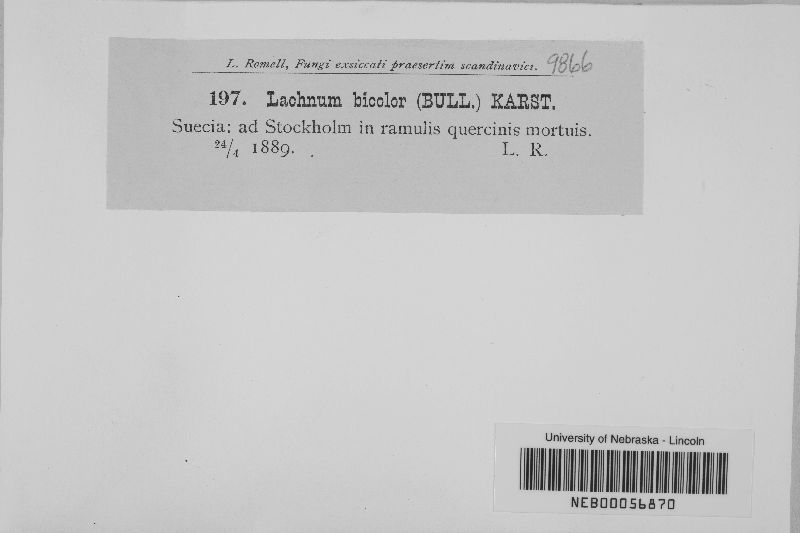 L. Romell, Fungi exsiccati praesertim scandinavici. 9866
197. Lachnum bicolor (BULL.) KARST.
Suecia: ad Stockholm in ramulis quercinis mortuis.
24/4 1889. L. R.
University of Nebraska - Lincoln
NEB00056870